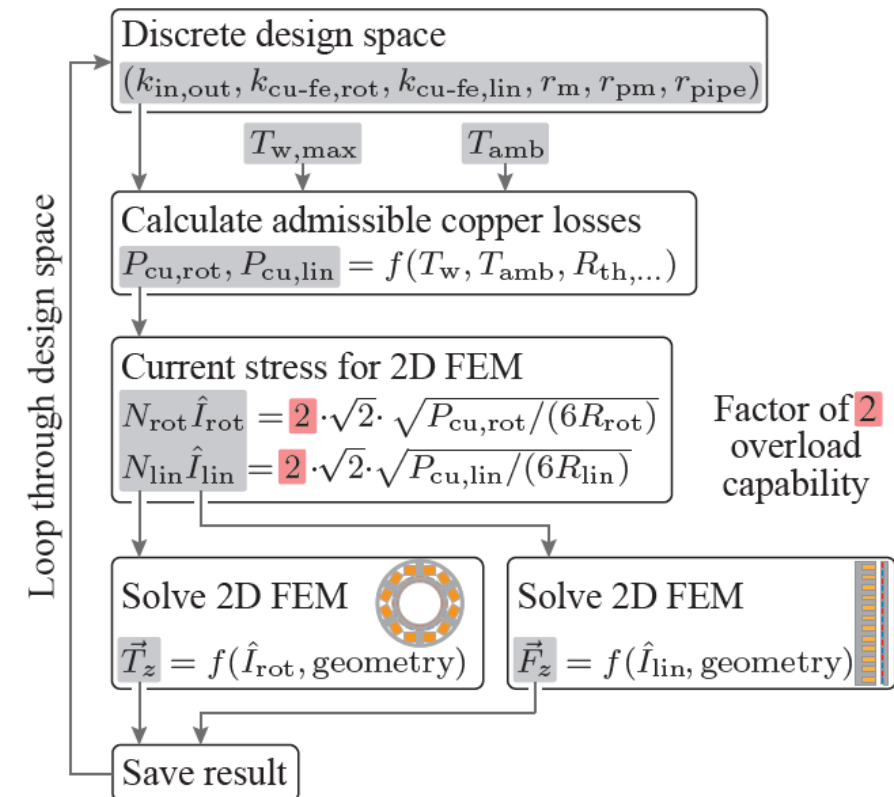 Discrete design space
(k_in,out, k_cu-fe,rot, k_cu-fe,lin, r_m, r_pm, r_pipe)
T_w,max
T_amb
Calculate admissible copper losses
P_cu,rot, P_cu,lin = f(T_w, T_amb, R_th,...)
Current stress for 2D FEM
N_rot Î_rot = 2 · √2 · √(P_cu,rot/(6R_rot))
N_lin Î_lin = 2 · √2 · √(P_cu,lin/(6R_lin))
Factor of 2
overload
capability
Loop through design space
Solve 2D FEM
T⃗_z = f(Î_rot, geometry)
Solve 2D FEM
F⃗_z = f(Î_lin, geometry)
Save result